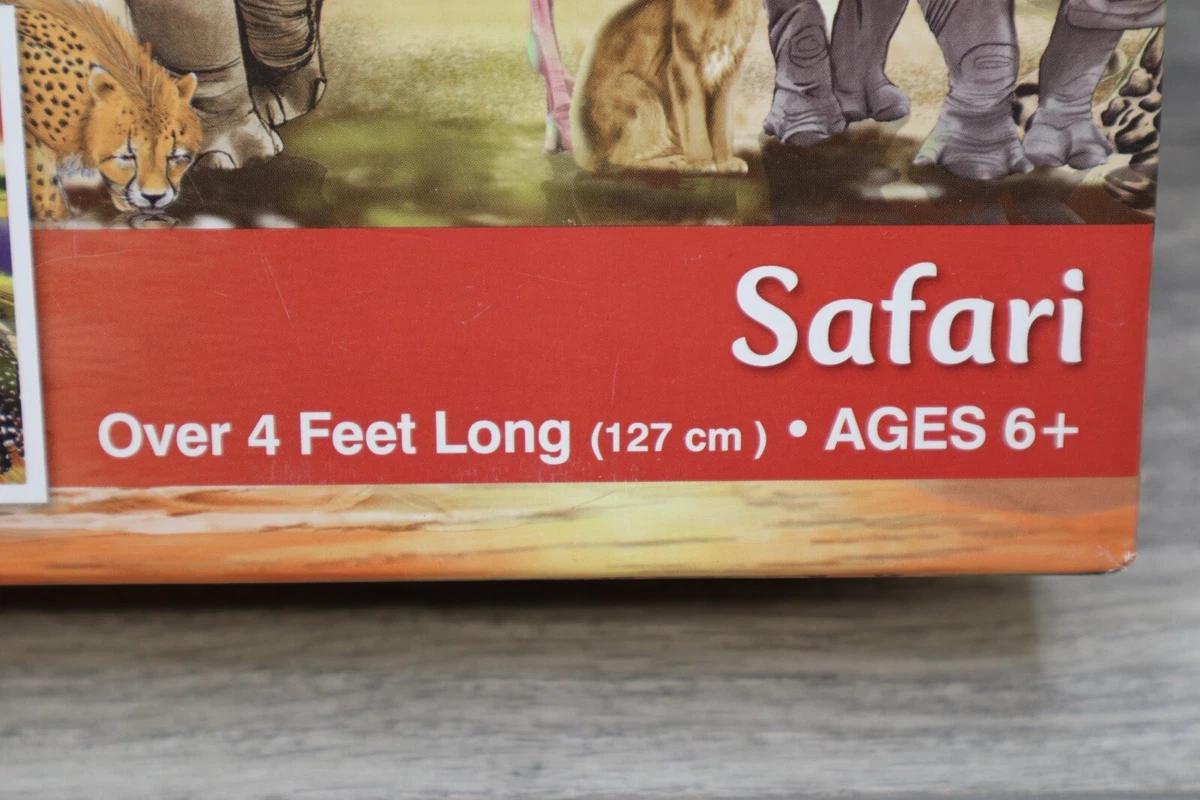 Safari
Over 4 Feet Long (127 cm ) • AGES 6+